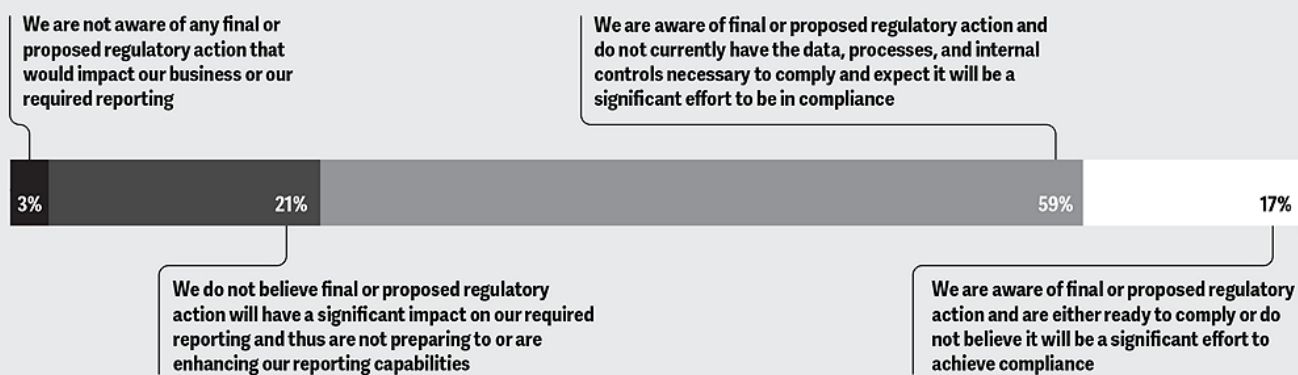 We are not aware of any final or
proposed regulatory action that
would impact our business or our
required reporting
We are aware of final or proposed regulatory action and
do not currently have the data, processes, and internal
controls necessary to comply and expect it will be a
significant effort to be in compliance
3%
21%
59%
17%
We do not believe final or proposed regulatory
action will have a significant impact on our required
reporting and thus are not preparing to or are
enhancing our reporting capabilities
We are aware of final or proposed regulatory
action and are either ready to comply or do
not believe it will be a significant effort to
achieve compliance